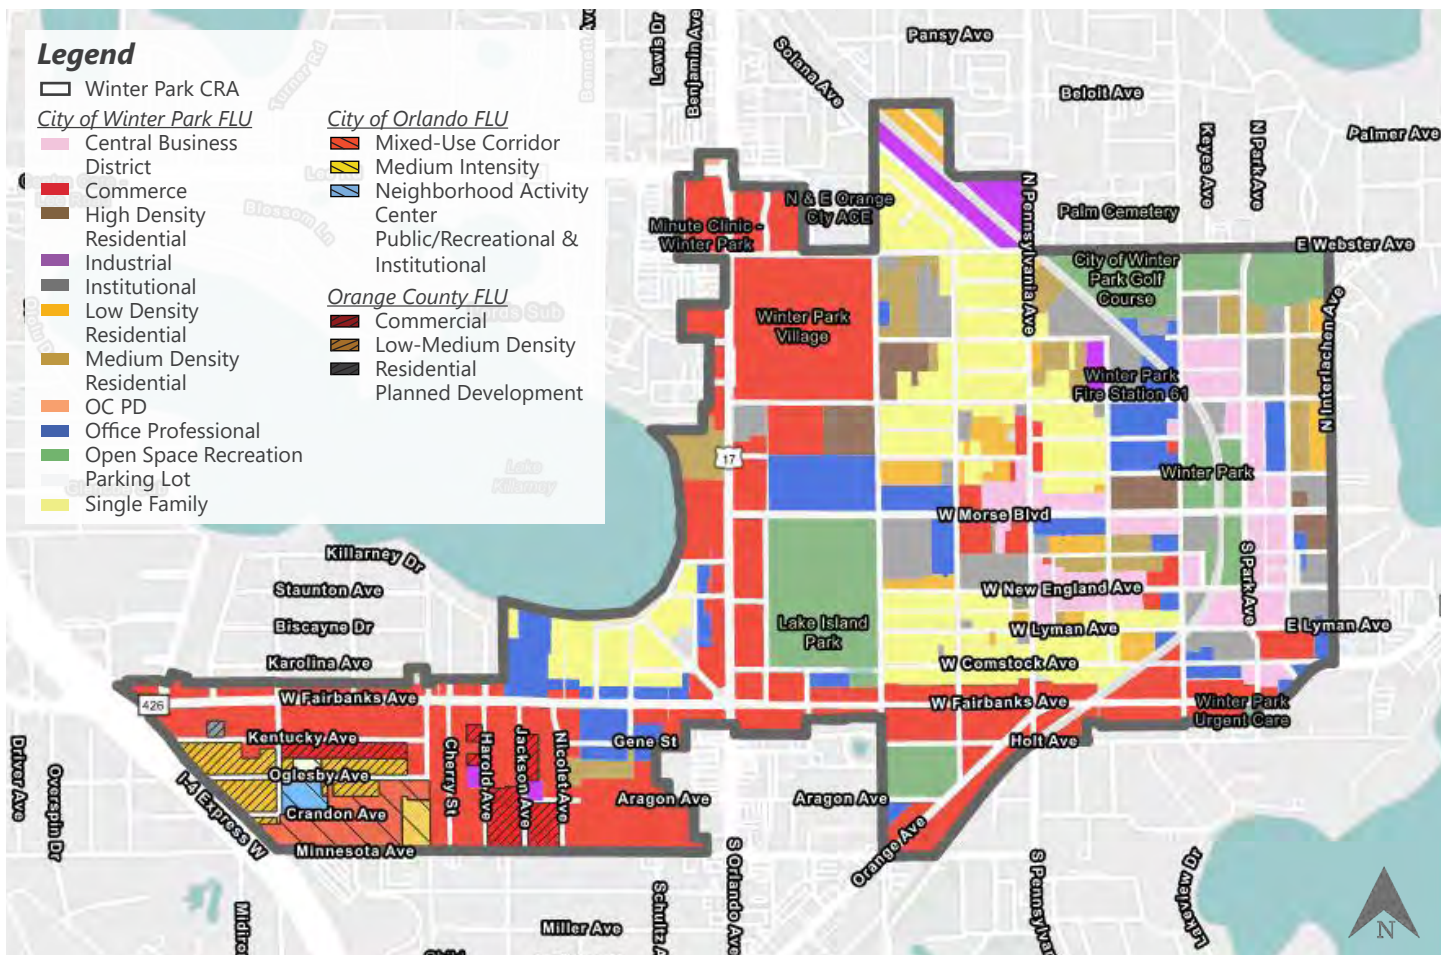 Legend
Winter Park CRA
City of Winter Park FLU
Central Business
District
Commerce
High Density
Residential
Industrial
Institutional
Low Density
Residential
Medium Density
Residential
OC PD
Office Professional
Open Space Recreation
Parking Lot
Single Family
City of Orlando FLU
Mixed-Use Corridor
Medium Intensity
Neighborhood Activity
Center
Public/Recreational &
Institutional
Orange County FLU
Commercial
Low-Medium Density
Residential
Planned Development
Turner Rd
Blossom Ln
Lake
Killarney
Lewis Dr
Benjamin Ave
Solana Ave
Pansy Ave
Beloit Ave
Keyes Ave
N Park Ave
Palmer Ave
N & E Orange
Cty ACE
Minute Clinic -
Winter Park
N Pennsylvania Ave
Palm Cemetery
E Webster Ave
City of Winter
Park Golf
Course
Winter Park
Village
N Interlachen Ave
Winter Park
Fire Station 61
17
Winter Park
W Morse Blvd
Killarney Dr
Staunton Ave
Biscayne Dr
Karolina Ave
W New England Ave
S Park Ave
Lake Island
Park
W Lyman Ave
E Lyman Ave
W Comstock Ave
426
W Fairbanks Ave
W Fairbanks Ave
Winter Park
Urgent Care
Kentucky Ave
Gene St
Holt Ave
Cherry St
Harold Ave
Jackson Ave
Nicolet Ave
Driver Ave
Overspin Dr
I-4 Express W
Oglesby Ave
Crandon Ave
Minnesota Ave
Aragon Ave
Aragon Ave
Orange Ave
S Orlando Ave
S Pennsylva
Lakeview Dr
Schultz A
Miller Ave
N